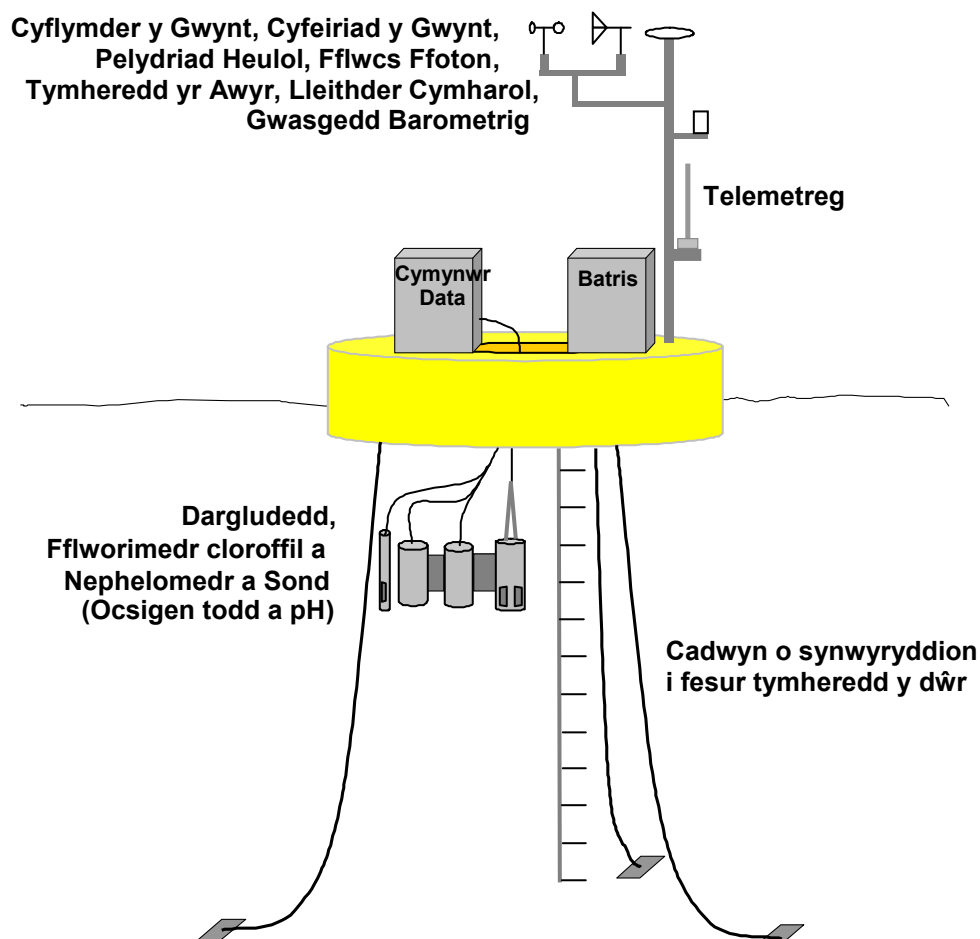 Cyflymder y Gwynt, Cyfeiriad y Gwynt,
Pelydriad Heulol, Fflwcs Ffoton,
Tymheredd yr Awyr, Lleithder Cymharol,
Gwasgedd Barometrig
Telemetreg
Cymynwr
Data
Batris
Dargludedd,
Fflworimedr cloroffil a
Nephelomedr a Sond
(Ocsigen todd a pH)
Cadwyn o synwyryddion
i fesur tymheredd y dŵr